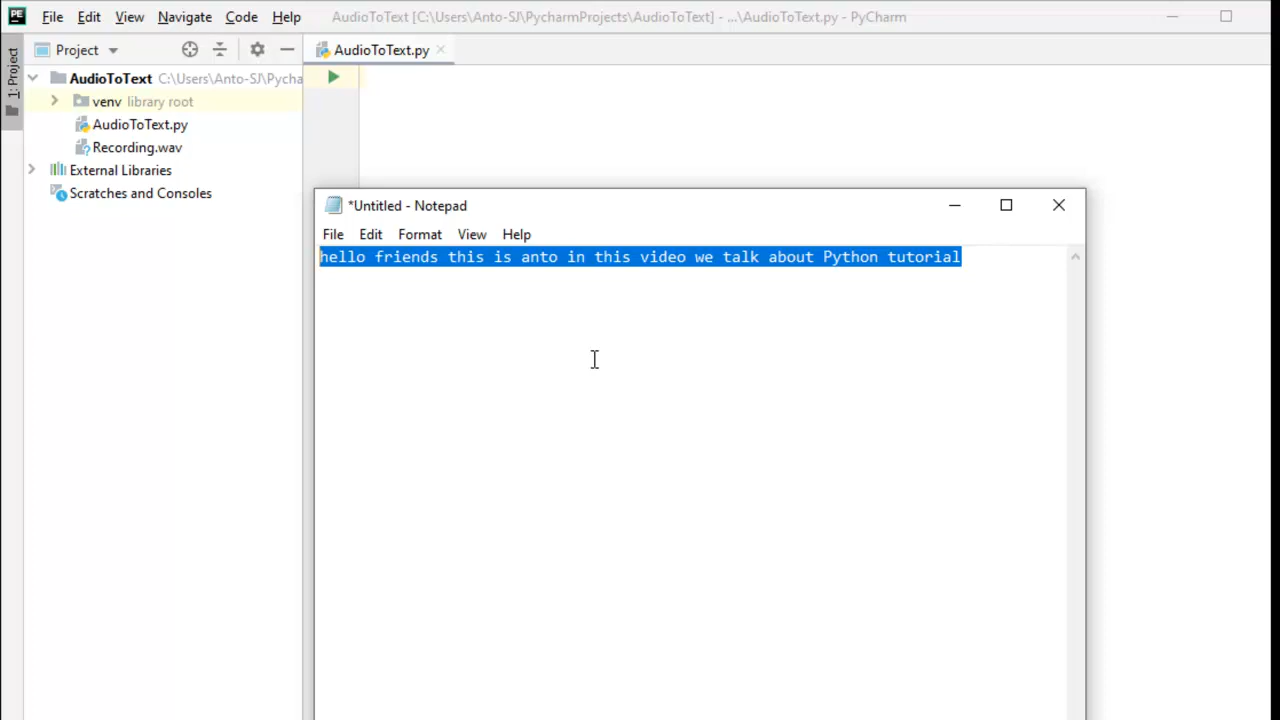 PE File Edit View Navigate Code Help AudioToText [C:\Users\Anto-SJ\PycharmProjects\AudioToText] - ...\AudioToText.py - PyCharm
1: Project
Project AudioToText.py
AudioToText C:\Users\Anto-SJ\Pycha
venv library root
AudioToText.py
Recording.wav
External Libraries
Scratches and Consoles
*Untitled - Notepad
File Edit Format View Help
hello friends this is anto in this video we talk about Python tutorial